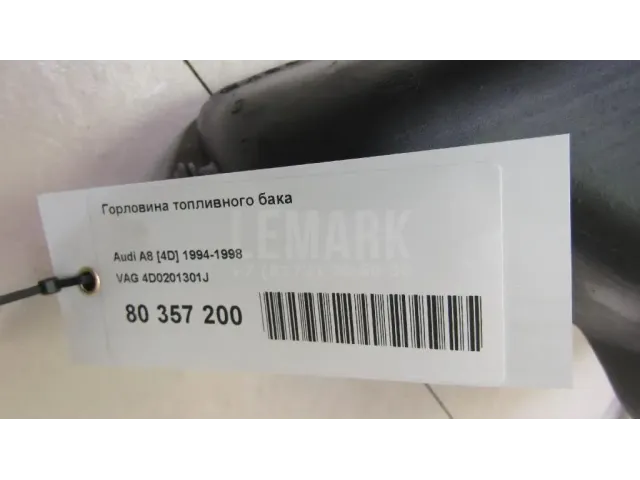 Горловина топливного бака
LEMARK
Audi A8 [4D] 1994-1998
VAG 4D0201301J
80 357 200